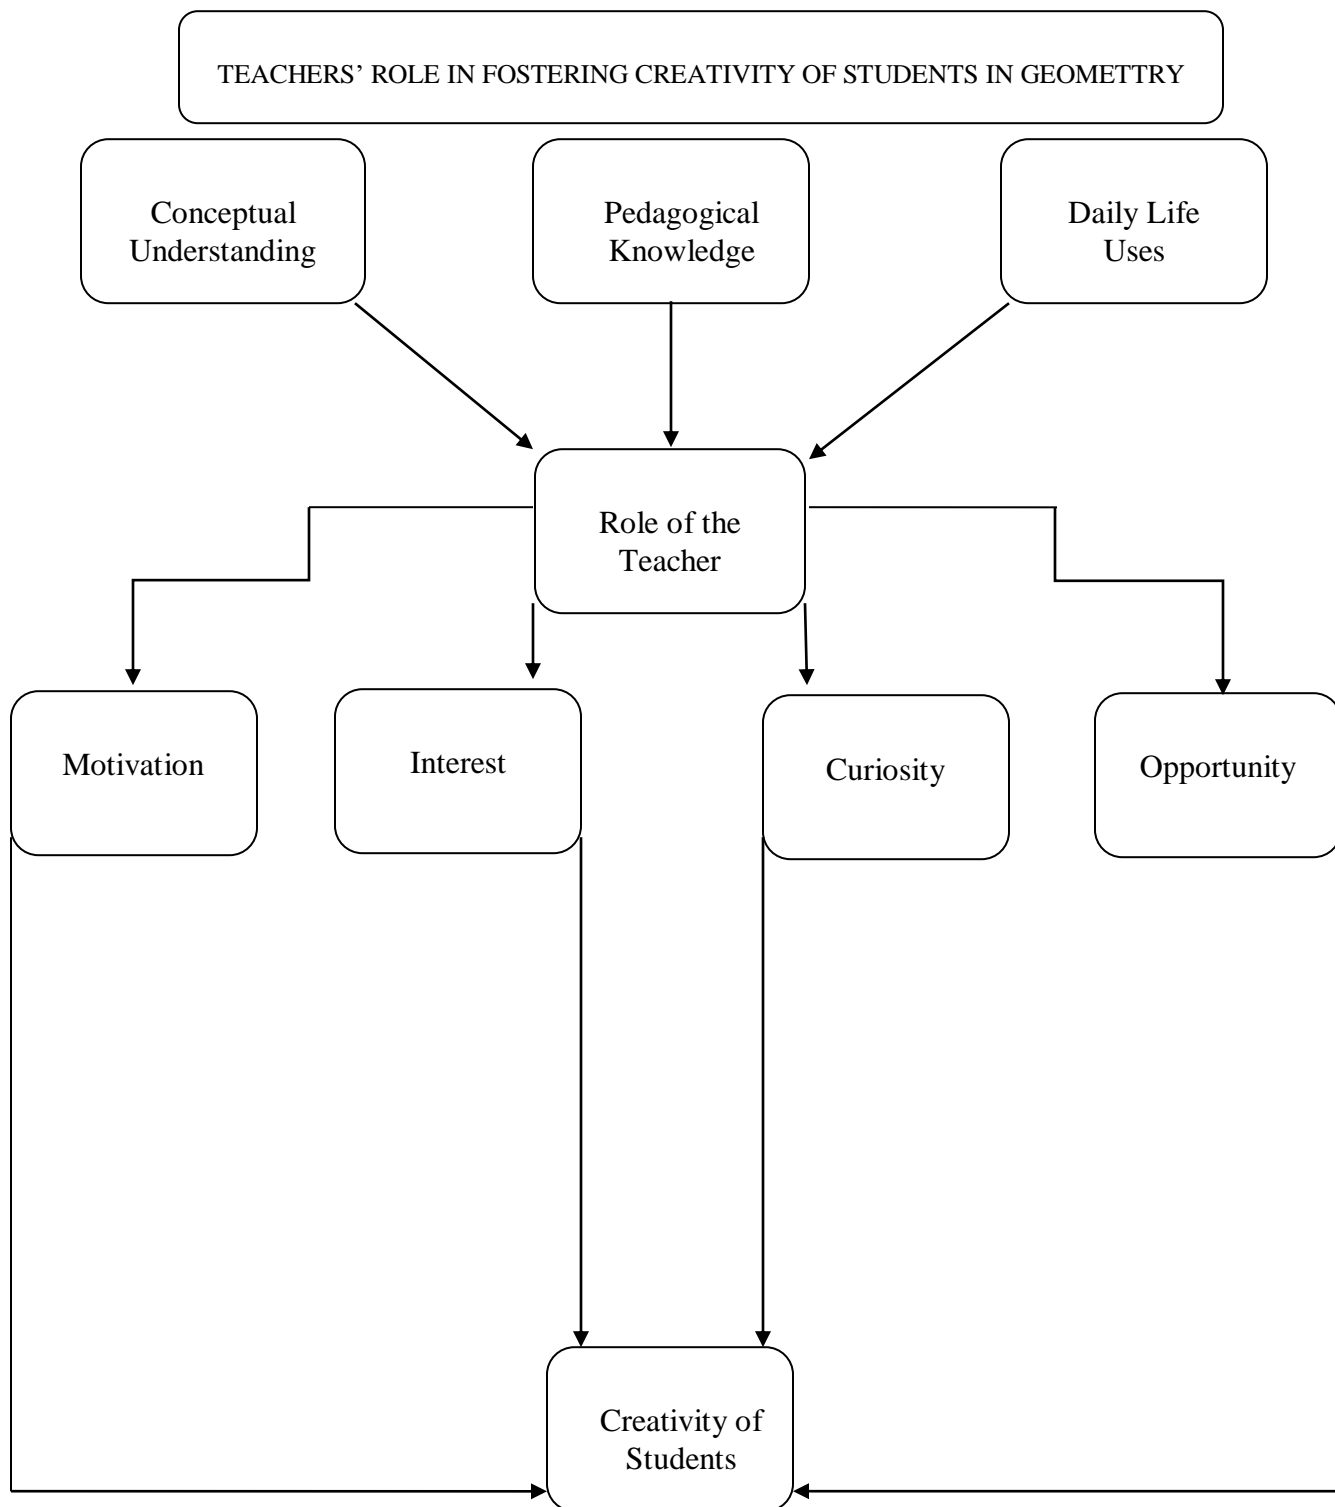 TEACHERS’ ROLE IN FOSTERING CREATIVITY OF STUDENTS IN GEOMETTRY
Conceptual
Understanding
Pedagogical
Knowledge
Daily Life
Uses
Role of the
Teacher
Motivation
Interest
Curiosity
Opportunity
Creativity of
Students